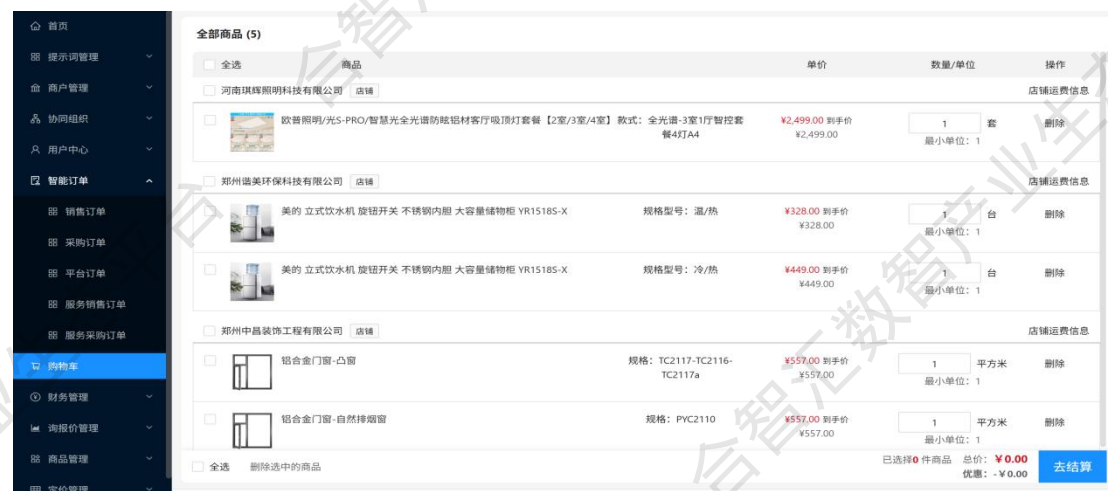 首页
提示词管理
商户管理
协同组织
用户中心
智能订单
销售订单
采购订单
平台订单
服务销售订单
服务采购订单
购物车
财务管理
询报价管理
商品管理
定价管理
全部商品 (5)
全选 商品 单价 数量/单位 操作
河南琪辉照明科技有限公司 店铺 店铺运费信息
欧普照明/光S-PRO/智慧光全光谱防眩铝材客厅吸顶灯套餐【2室/3室/4室】 款式：全光谱-3室1厅智控套餐4灯A4 ¥2,499.00 到手价 1 套 删除
¥2,499.00 最小单位：1
郑州谐美环保科技有限公司 店铺 店铺运费信息
美的 立式饮水机 旋钮开关 不锈钢内胆 大容量储物柜 YR1518S-X 规格型号：温/热 ¥328.00 到手价 1 台 删除
¥328.00 最小单位：1
美的 立式饮水机 旋钮开关 不锈钢内胆 大容量储物柜 YR1518S-X 规格型号：冷/热 ¥449.00 到手价 1 台 删除
¥449.00 最小单位：1
郑州中昌装饰工程有限公司 店铺 店铺运费信息
铝合金门窗-凸窗 规格：TC2117-TC2116-TC2117a ¥557.00 到手价 1 平方米 删除
¥557.00 最小单位：1
铝合金门窗-自然排烟窗 规格：PYC2110 ¥557.00 到手价 1 平方米 删除
¥557.00 最小单位：1
全选 删除选中的商品 已选择0 件商品 总价：￥0.00 去结算
优惠：-￥0.00